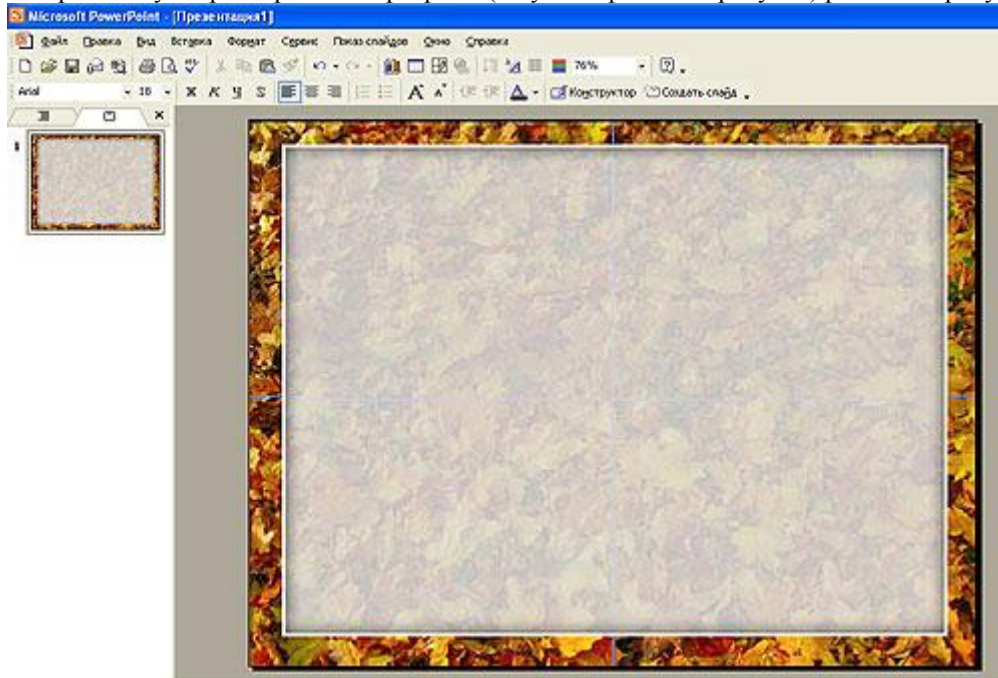 Microsoft PowerPoint - [Презентация1]
Файл Правка Вид Вставка Формат Сервис Показ слайдов Окно Справка
76%
Arial 18 Ж К Ч S Конструктор Создать слайд
1